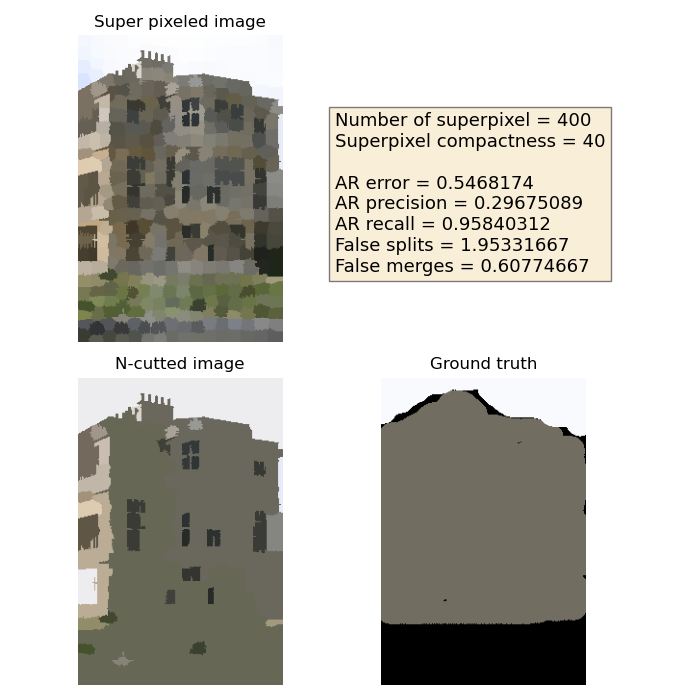 Super pixeled image
Number of superpixel = 400
Superpixel compactness = 40
AR error = 0.5468174
AR precision = 0.29675089
AR recall = 0.95840312
False splits = 1.95331667
False merges = 0.60774667
N-cutted image
Ground truth